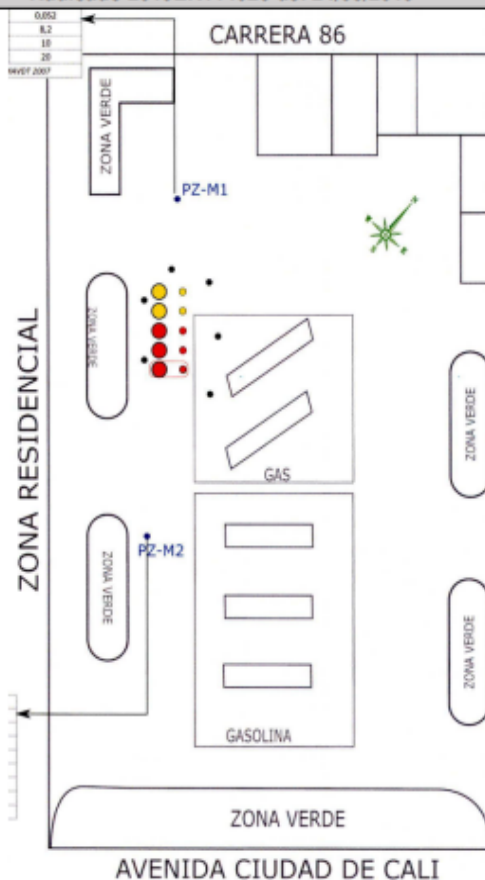 0,052
8,2
10
20
CARRERA 86
ZONA VERDE
PZ-M1
ZONA RESIDENCIAL
ZONA VERDE
ZONA VERDE
GAS
PZ-M2
ZONA VERDE
ZONA VERDE
GASOLINA
ZONA VERDE
AVENIDA CIUDAD DE CALI